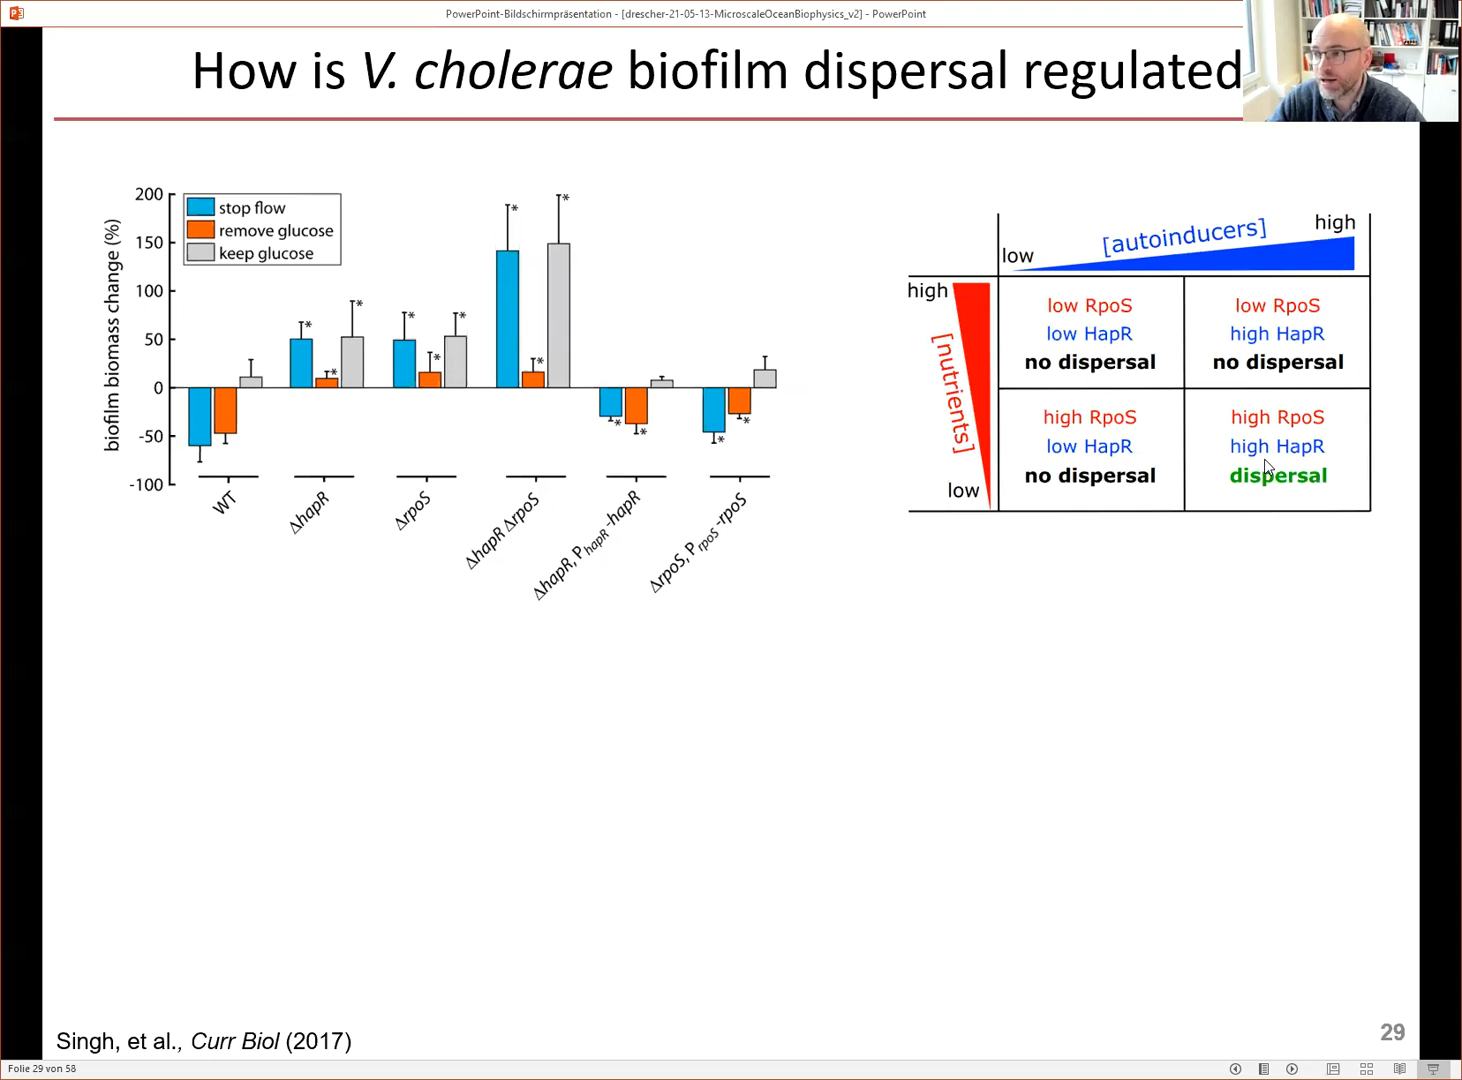 PowerPoint-Bildschirmpräsentation - [drescher-21-05-13-MicroscaleOceanBiophysics_v2] - PowerPoint
How is V. cholerae biofilm dispersal regulated
biofilm biomass change (%)
200
150
100
50
0
-50
-100
stop flow
remove glucose
keep glucose
* * * * * * * * * * * * *
WT
ΔhapR
ΔrpoS
ΔhapR ΔrpoS
ΔhapR, PhapR -hapR
ΔrpoS, PrpoS -rpoS
low [autoinducers] high
high [nutrients] low
low RpoS
low HapR
no dispersal
low RpoS
high HapR
no dispersal
high RpoS
low HapR
no dispersal
high RpoS
high HapR
dispersal
Singh, et al., Curr Biol (2017)
29
Folie 29 von 58